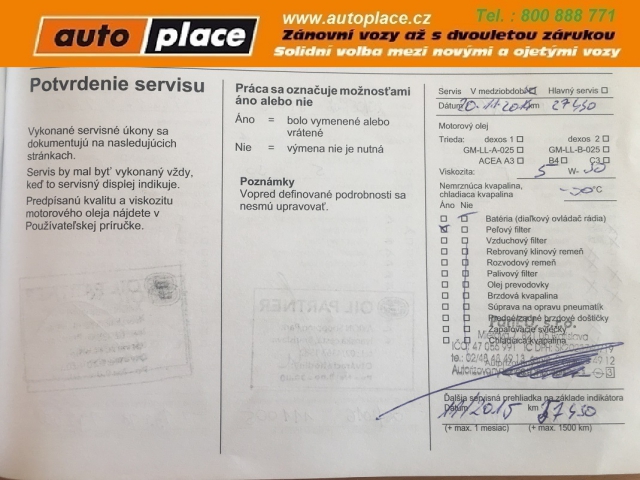 auto place
www.autoplace.cz
Tel. : 800 888 771
Zánovní vozy až s dvouletou zárukou
Solidní volba mezi novými a ojetými vozy
Potvrdenie servisu
Vykonané servisné úkony sa
dokumentujú na nasledujúcich
stránkach.
Servis by mal byť vykonaný vždy,
keď to servisný displej indikuje.
Predpísanú kvalitu a viskozitu
motorového oleja nájdete v
Používateľskej príručke.
Práca sa označuje možnosťami
áno alebo nie
Áno = bolo vymenené alebo
vrátené
Nie = výmena nie je nutná
Poznámky
Vopred definované podrobnosti sa
nesmú upravovať.
OIL PARTNER
Servis V medziobdobí Hlavný servis
Dátum 20.11.2014 km 27450
Motorový olej
Trieda: dexos 1 dexos 2
GM-LL-A-025 GM-LL-B-025
ACEA A3 B4 C3
Viskozita: 5 W- 30
Nemrznúca kvapalina,
chladiaca kvapalina -30 °C
Áno Nie
Batéria (diaľkový ovládač rádia)
Peľový filter
Vzduchový filter
Rebrovaný klinový remeň
Rozvodový remeň
Palivový filter
Olej prevodovky
Brzdová kvapalina
Súprava na opravu pneumatík
Predné/zadné brzdové doštičky
Zapaľovacie sviečky
Chladiaca kvapalina
Ďalšia servisná prehliadka na základe indikátora
Dátum 11/2015 km 57450
(+ max. 1 mesiac) (+ max. 1500 km)